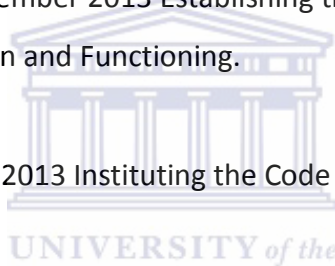 ember 2013 Establishing th
n and Functioning.
2013 Instituting the Code
UNIVERSITY of the